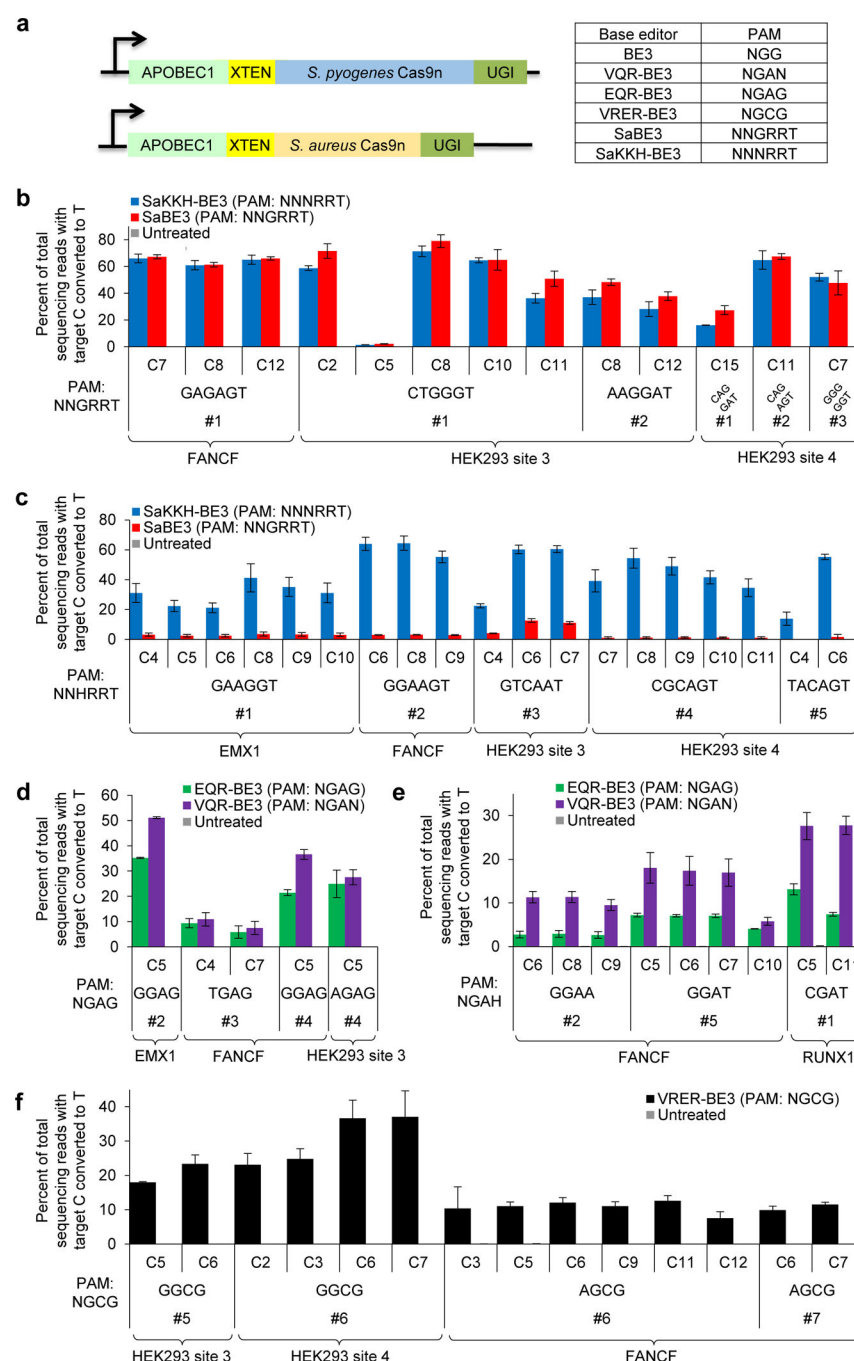 a
APOBEC1 XTEN S. pyogenes Cas9n UGI
APOBEC1 XTEN S. aureus Cas9n UGI
Base editor PAM
BE3 NGG
VQR-BE3 NGAN
EQR-BE3 NGAG
VRER-BE3 NGCG
SaBE3 NNGRRT
SaKKH-BE3 NNNRRT
b
SaKKH-BE3 (PAM: NNNRRT)
SaBE3 (PAM: NNGRRT)
Untreated
Percent of total
sequencing reads with
target C converted to T
80
60
40
20
0
C7 C8 C12 C2 C5 C8 C10 C11 C8 C12 C15 C11 C7
PAM:
NNGRRT
GAGAGT CTGGGT AAGGAT CAG GAT CAG AGT GGG GGT
#1 #1 #2 #1 #2 #3
FANCF HEK293 site 3 HEK293 site 4
c
SaKKH-BE3 (PAM: NNNRRT)
SaBE3 (PAM: NNGRRT)
Untreated
Percent of total
sequencing reads with
target C converted to T
80
60
40
20
0
C4 C5 C6 C8 C9 C10 C6 C8 C9 C4 C6 C7 C7 C8 C9 C10 C11 C4 C6
PAM:
NNHRRT
GAAGGT GGAAGT GTCAAT CGCAGT TACAGT
#1 #2 #3 #4 #5
EMX1 FANCF HEK293 site 3 HEK293 site 4
d
EQR-BE3 (PAM: NGAG)
VQR-BE3 (PAM: NGAN)
Untreated
Percent of total
sequencing reads with
target C converted to T
60
50
40
30
20
10
0
C5 C4 C7 C5 C5
PAM:
NGAG
GGAG TGAG GGAG AGAG
#2 #3 #4 #4
EMX1 FANCF HEK293 site 3
e
EQR-BE3 (PAM: NGAG)
VQR-BE3 (PAM: NGAN)
Untreated
Percent of total
sequencing reads with
target C converted to T
30
20
10
0
C6 C8 C9 C5 C6 C7 C10 C5 C11
PAM:
NGAH
GGAA GGAT CGAT
#2 #5 #1
FANCF RUNX1
f
VRER-BE3 (PAM: NGCG)
Untreated
Percent of total
sequencing reads with
target C converted to T
40
30
20
10
0
C5 C6 C2 C3 C6 C7 C3 C5 C6 C9 C11 C12 C6 C7
PAM:
NGCG
GGCG GGCG AGCG AGCG
#5 #6 #6 #7
HEK293 site 3 HEK293 site 4 FANCF